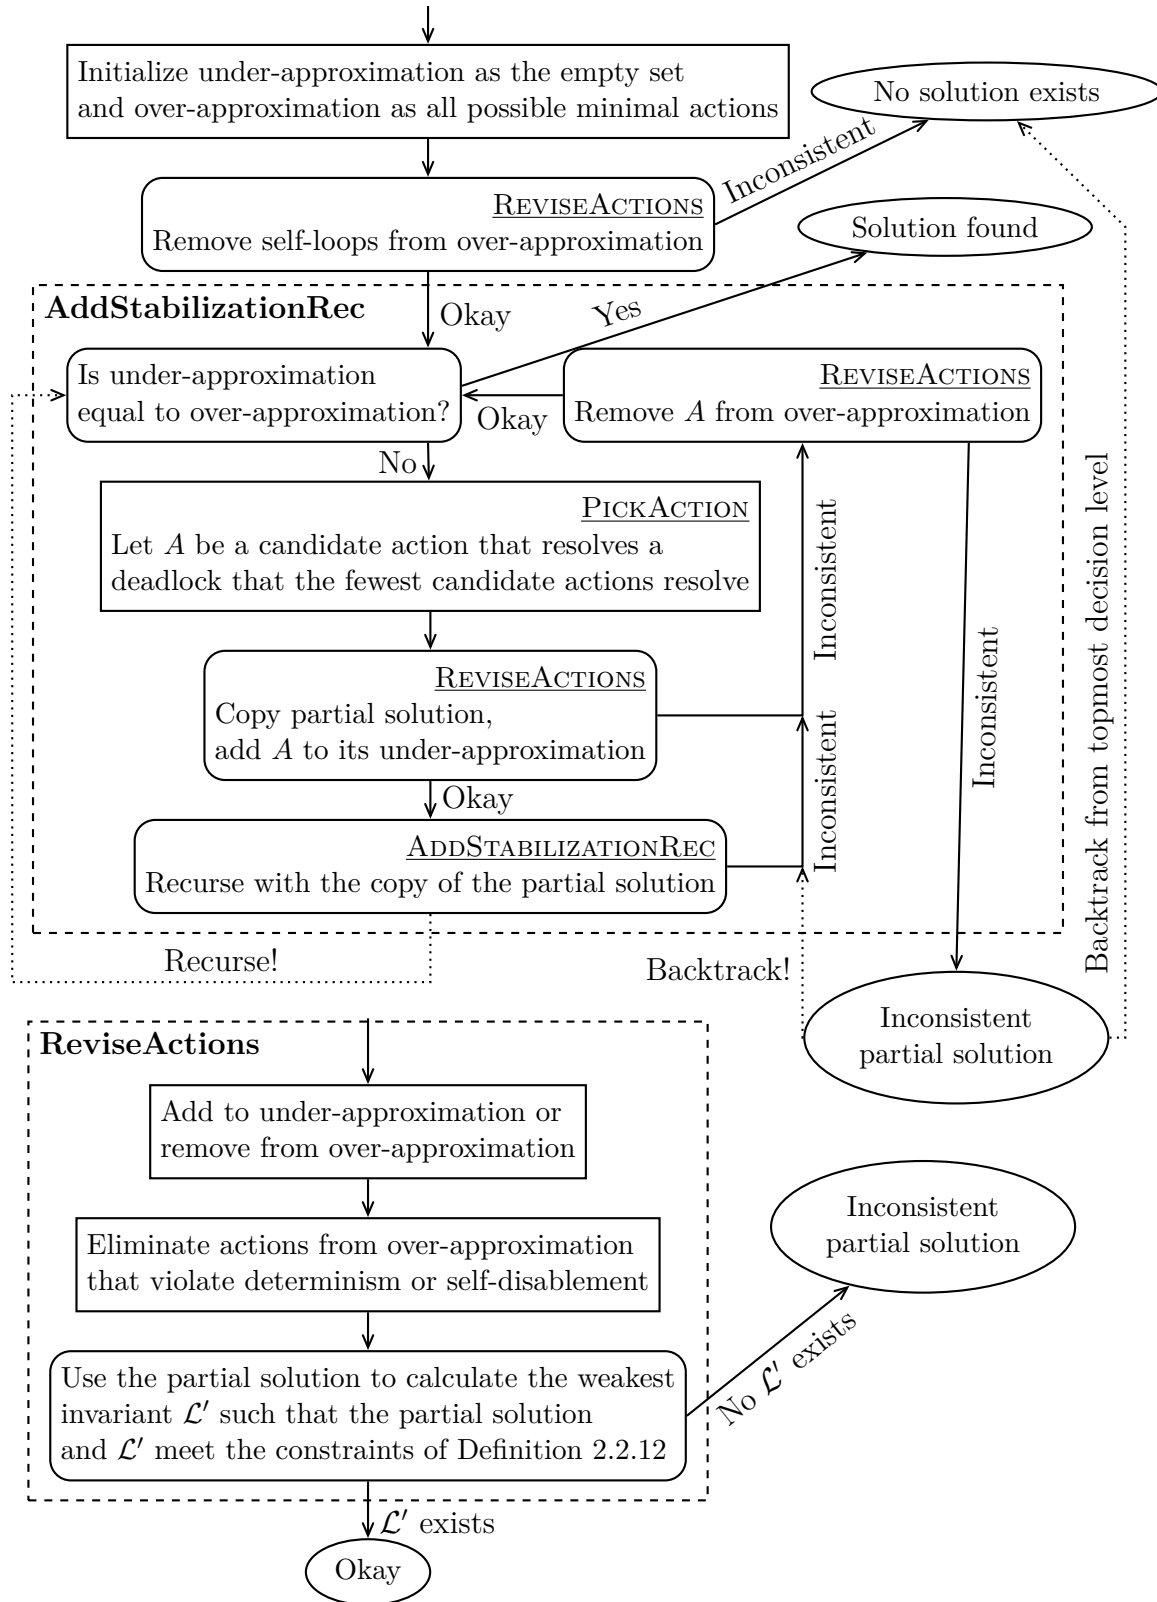 Initialize under-approximation as the empty set
and over-approximation as all possible minimal actions
No solution exists
Inconsistent
REVISEACTIONS
Remove self-loops from over-approximation
Solution found
AddStabilizationRec
Okay
Yes
Is under-approximation
equal to over-approximation?
Okay
REVISEACTIONS
Remove A from over-approximation
No
PICKACTION
Let A be a candidate action that resolves a
deadlock that the fewest candidate actions resolve
Inconsistent
REVISEACTIONS
Copy partial solution,
add A to its under-approximation
Inconsistent
Inconsistent
Backtrack from topmost decision level
Okay
ADDSTABILIZATIONREC
Recurse with the copy of the partial solution
Recurse!
Backtrack!
Inconsistent
partial solution
ReviseActions
Add to under-approximation or
remove from over-approximation
Eliminate actions from over-approximation
that violate determinism or self-disablement
Inconsistent
partial solution
Use the partial solution to calculate the weakest
invariant ℒ′ such that the partial solution
and ℒ′ meet the constraints of Definition 2.2.12
No ℒ′ exists
ℒ′ exists
Okay